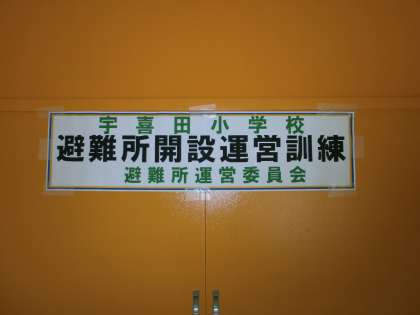 宇喜田小学校
避難所開設運営訓練
避難所運営委員会